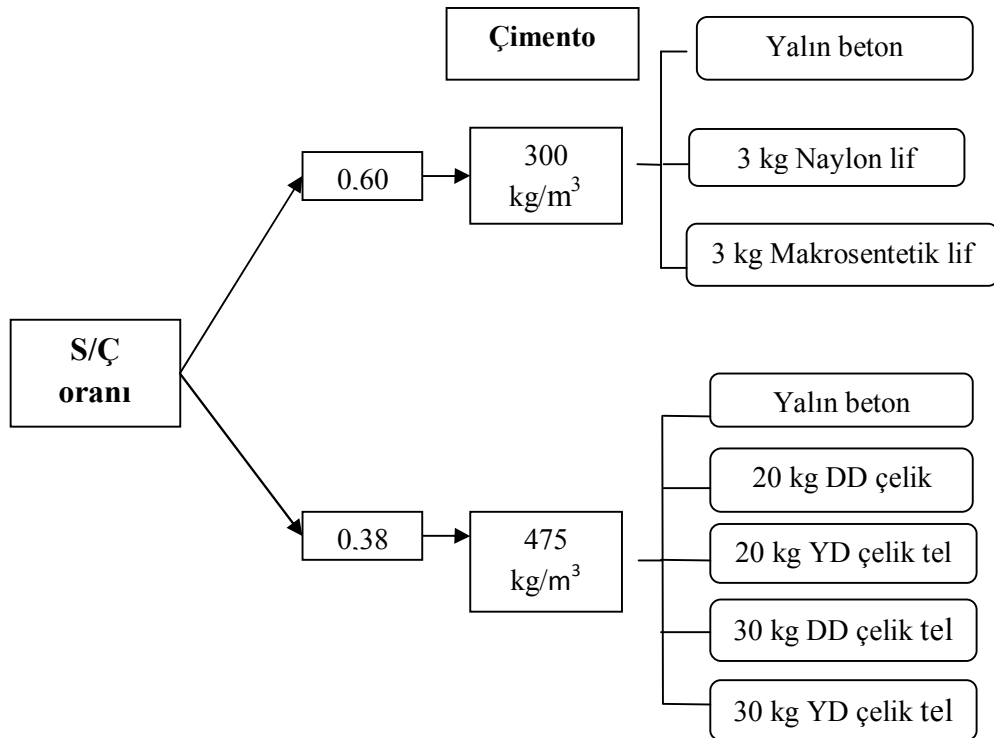 Çimento
Yalın beton
0.60
300
kg/m³
3 kg Naylon lif
3 kg Makrosentetik lif
S/Ç
oranı
Yalın beton
20 kg DD çelik
0.38
475
kg/m³
20 kg YD çelik tel
30 kg DD çelik tel
30 kg YD çelik tel